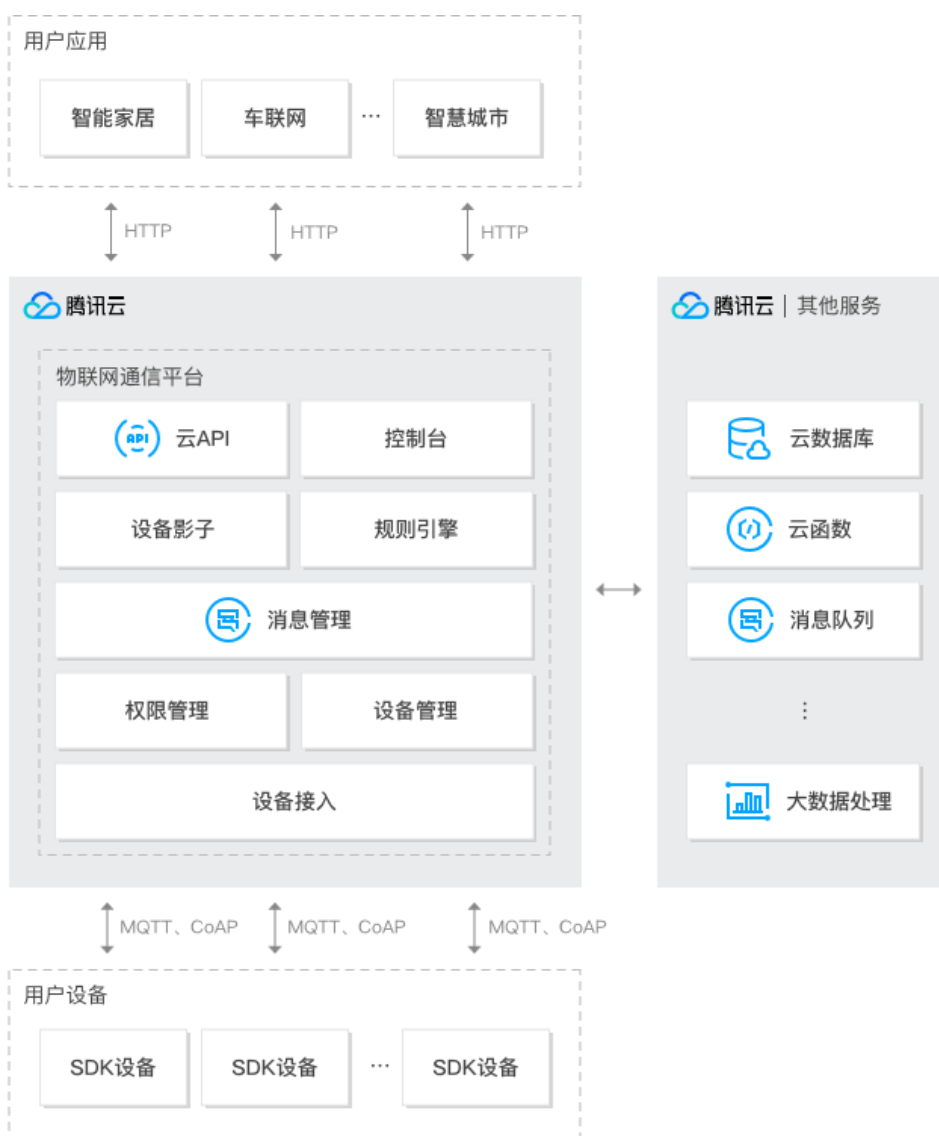 用户应用
智能家居 车联网 ... 智慧城市
HTTP HTTP HTTP
腾讯云
物联网通信平台
API 云API 控制台
设备影子 规则引擎
消息管理
权限管理 设备管理
设备接入
腾讯云 | 其他服务
云数据库
云函数
消息队列
⋮
大数据处理
MQTT、CoAP MQTT、CoAP MQTT、CoAP
用户设备
SDK设备 SDK设备 ... SDK设备